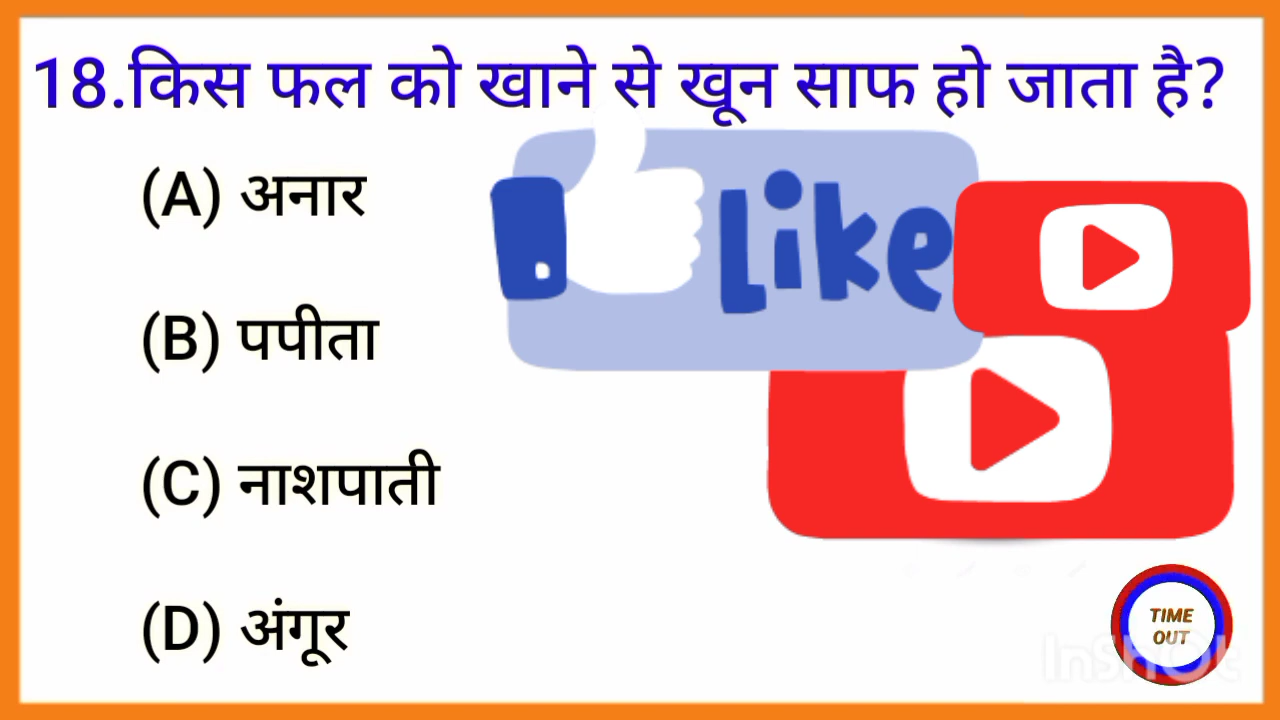 18.किस फल को खाने से खून साफ हो जाता है?
(A) अनार
Like
(B) पपीता
(C) नाशपाती
(D) अंगूर
TIME
OUT
InShOt